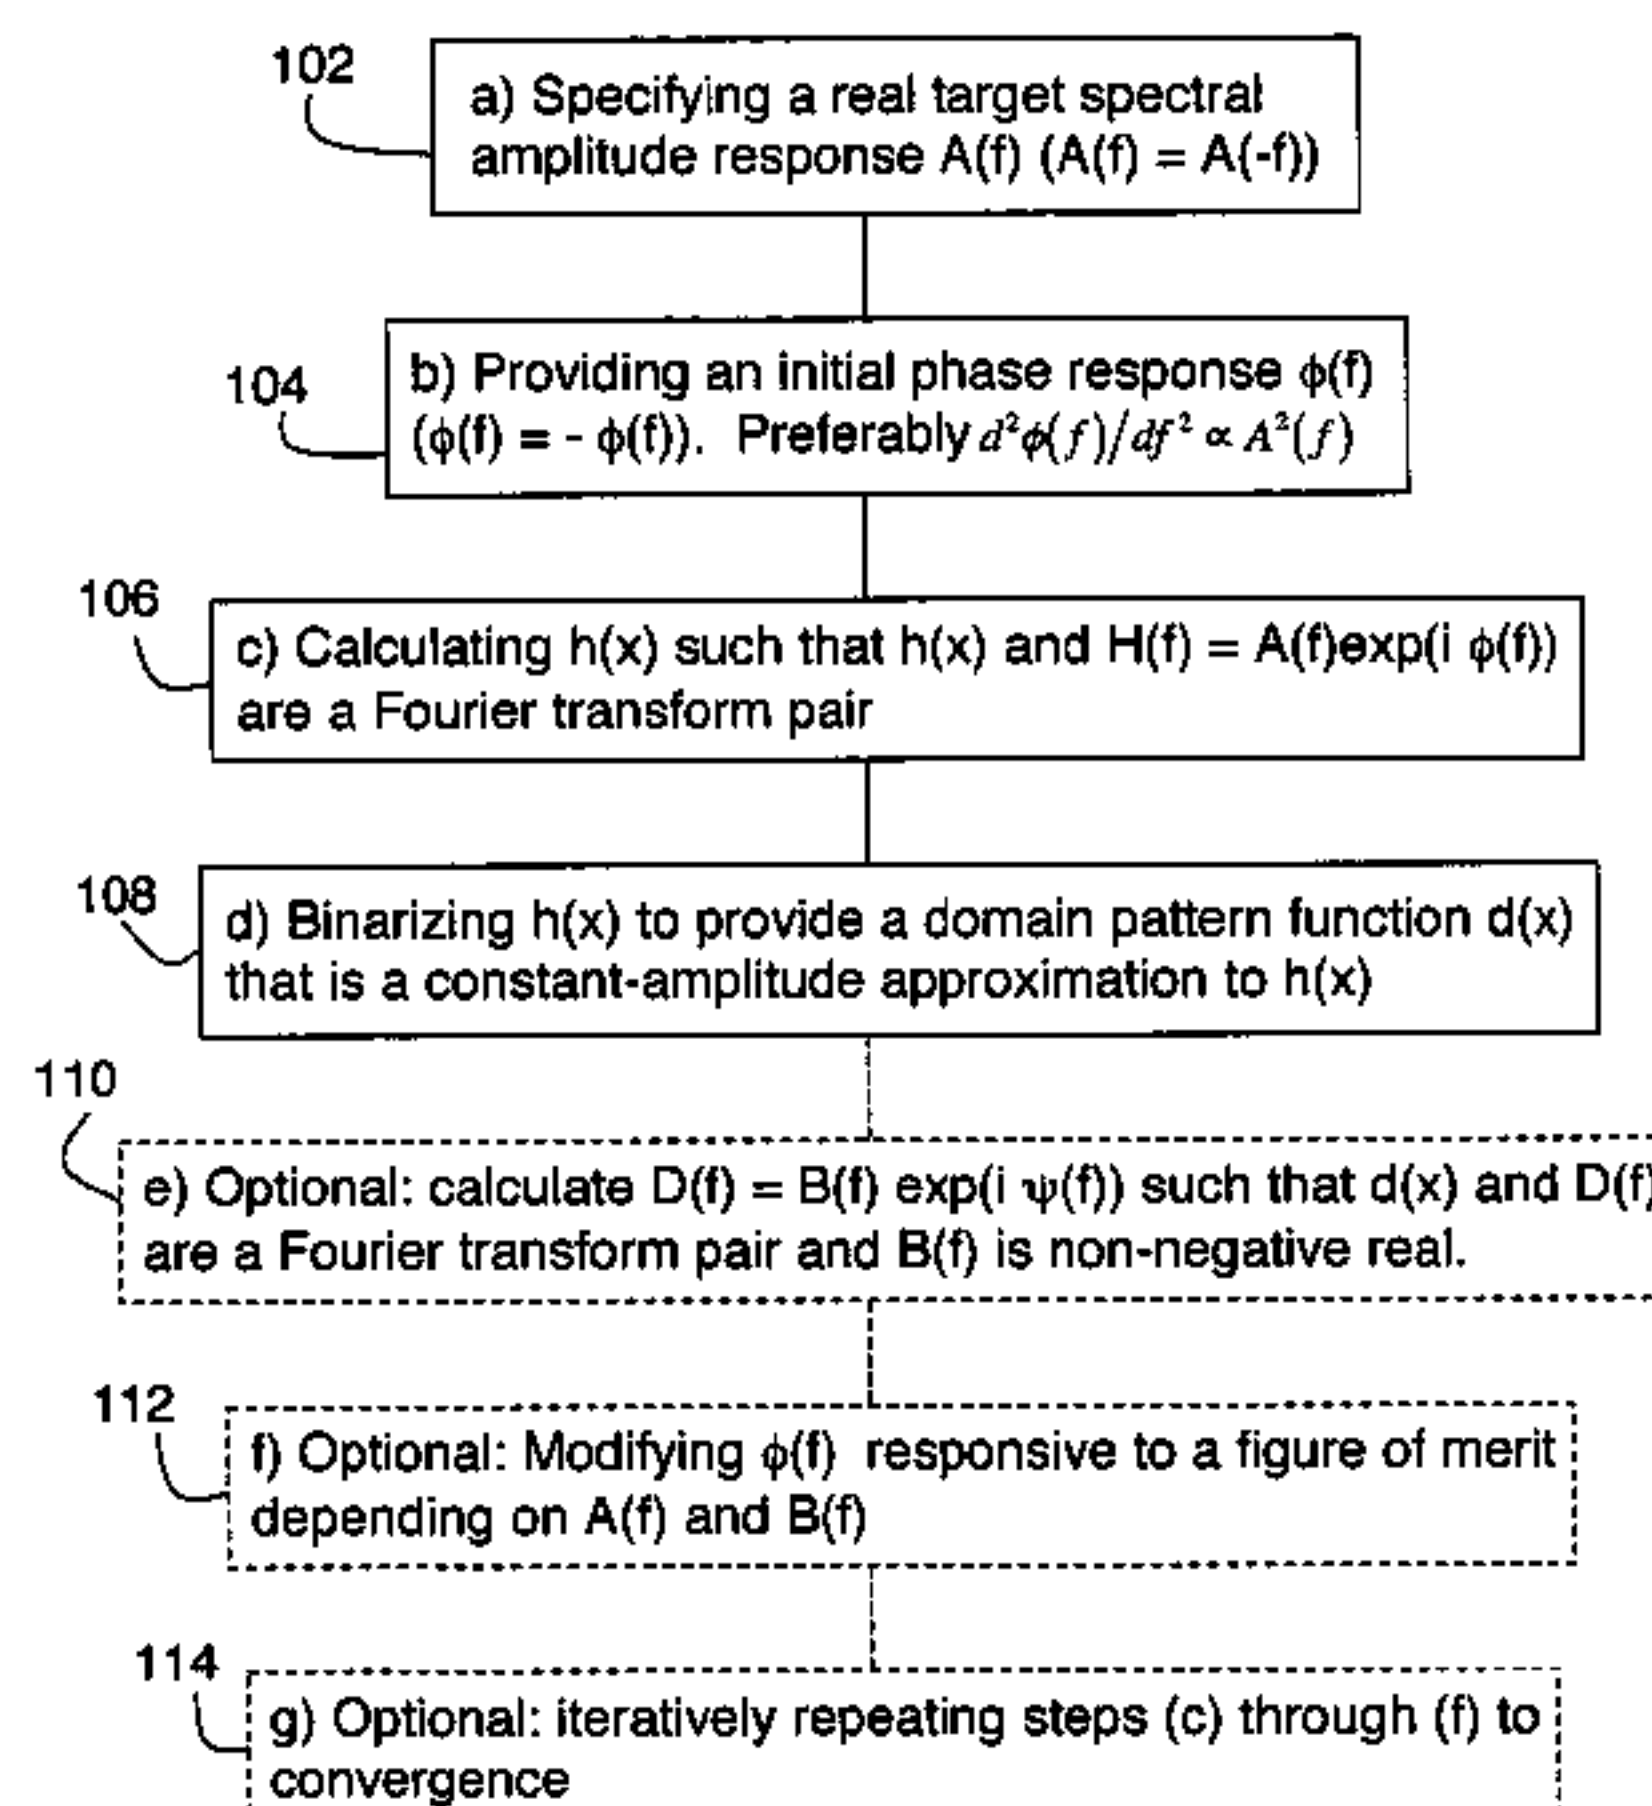 102
a) Specifying a real target spectral
amplitude response A(f) (A(f) = A(-f))
104
b) Providing an initial phase response ϕ(f)
(ϕ(f) = - ϕ(f)). Preferably d²ϕ(f)/df² ∝ A²(f)
106
c) Calculating h(x) such that h(x) and H(f) = A(f)exp(i ϕ(f))
are a Fourier transform pair
108
d) Binarizing h(x) to provide a domain pattern function d(x)
that is a constant-amplitude approximation to h(x)
110
e) Optional: calculate D(f) = B(f) exp(i ψ(f)) such that d(x) and D(f)
are a Fourier transform pair and B(f) is non-negative real.
112
f) Optional: Modifying ϕ(f) responsive to a figure of merit
depending on A(f) and B(f)
114
g) Optional: iteratively repeating steps (c) through (f) to
convergence